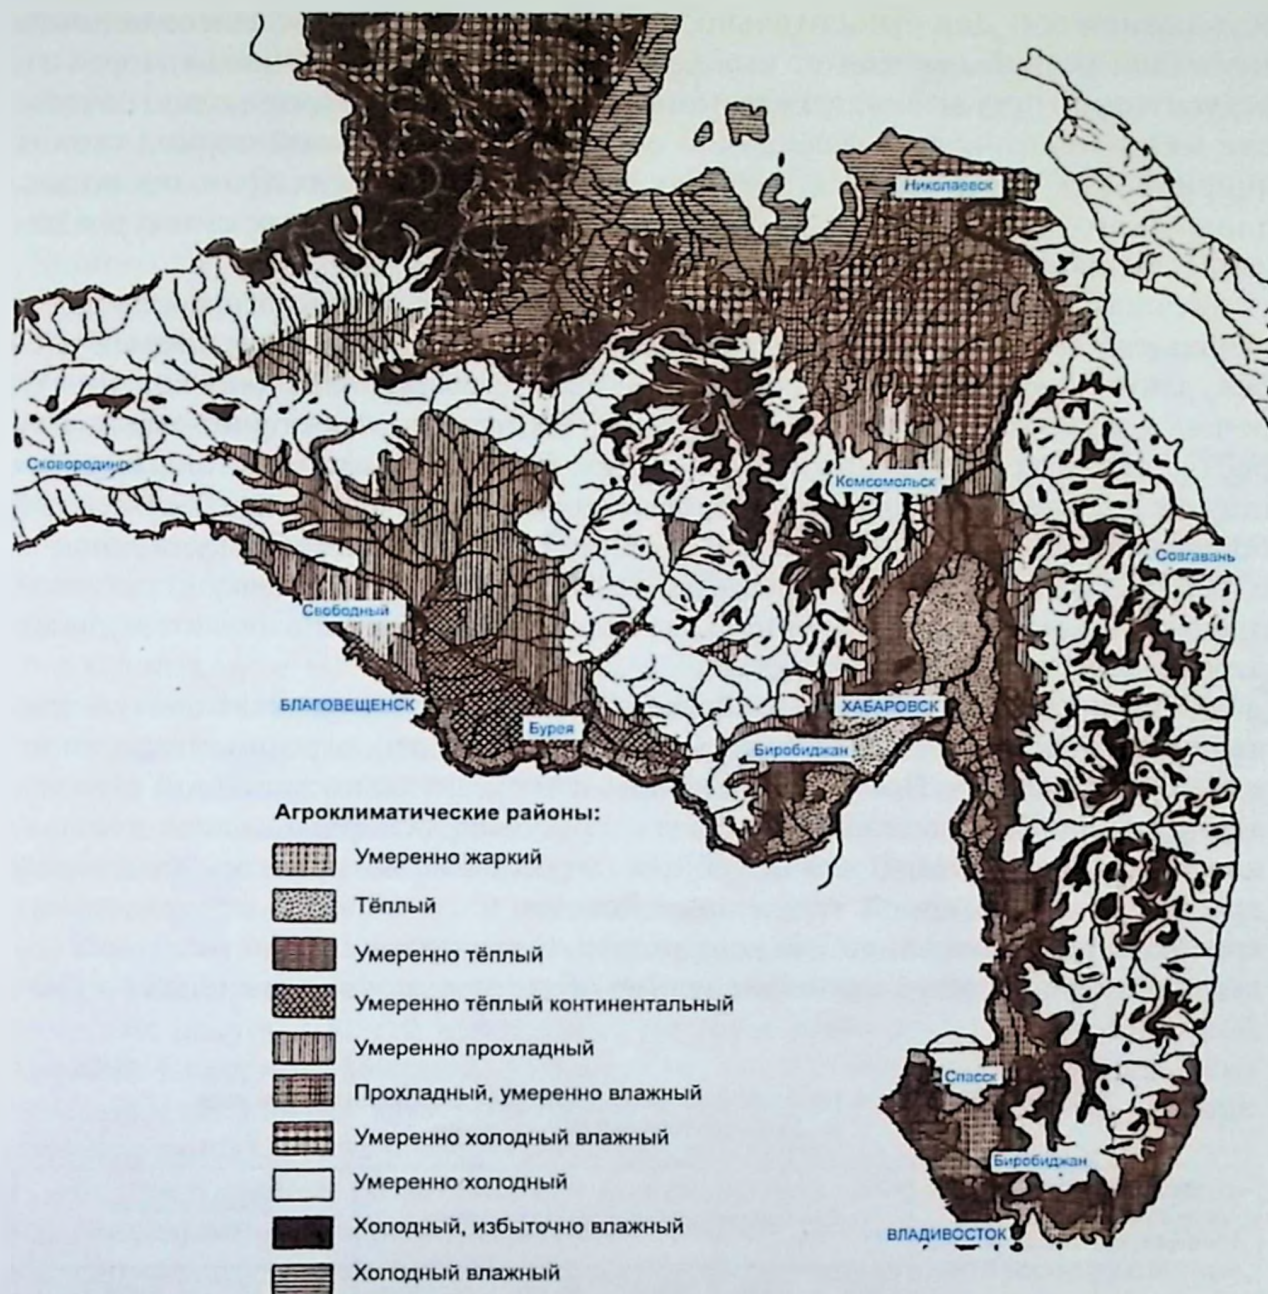 Николаевск
Сковородино
Комсомольск
Совгавань
Свободный
БЛАГОВЕЩЕНСК
ХАБАРОВСК
Бурея
Биробиджан
Агроклиматические районы:
Умеренно жаркий
Тёплый
Умеренно тёплый
Умеренно тёплый континентальный
Умеренно прохладный
Спасск
Прохладный, умеренно влажный
Умеренно холодный влажный
Биробиджан
Умеренно холодный
Холодный, избыточно влажный
ВЛАДИВОСТОК
Холодный влажный